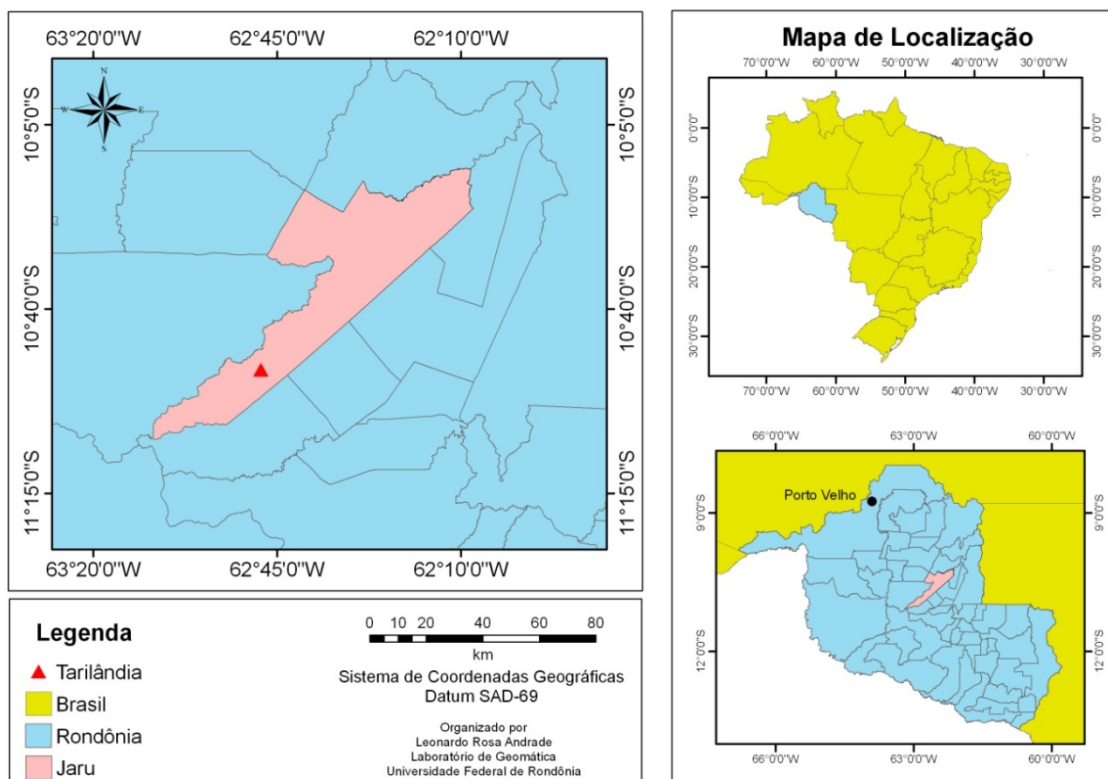 63°20'0"W 62°45'0"W 62°10'0"W
N
W E
S
10°5'0"S 10°5'0"S
10°40'0"S 10°40'0"S
11°15'0"S 11°15'0"S
63°20'0"W 62°45'0"W 62°10'0"W
Legenda
Tarilândia
Brasil
Rondônia
Jaru
0 10 20 40 60 80
km
Sistema de Coordenadas Geográficas
Datum SAD-69
Organizado por
Leonardo Rosa Andrade
Laboratório de Geomática
Universidade Federal de Rondônia
Mapa de Localização
70°0'0"W 60°0'0"W 50°0'0"W 40°0'0"W 30°0'0"W
0°0'0" 0°0'0"
10°0'0"S 10°0'0"S
20°0'0"S 20°0'0"S
30°0'0"S 30°0'0"S
70°0'0"W 60°0'0"W 50°0'0"W 40°0'0"W 30°0'0"W
66°0'0"W 63°0'0"W 60°0'0"W
Porto Velho
9°0'0"S 9°0'0"S
12°0'0"S 12°0'0"S
66°0'0"W 63°0'0"W 60°0'0"W